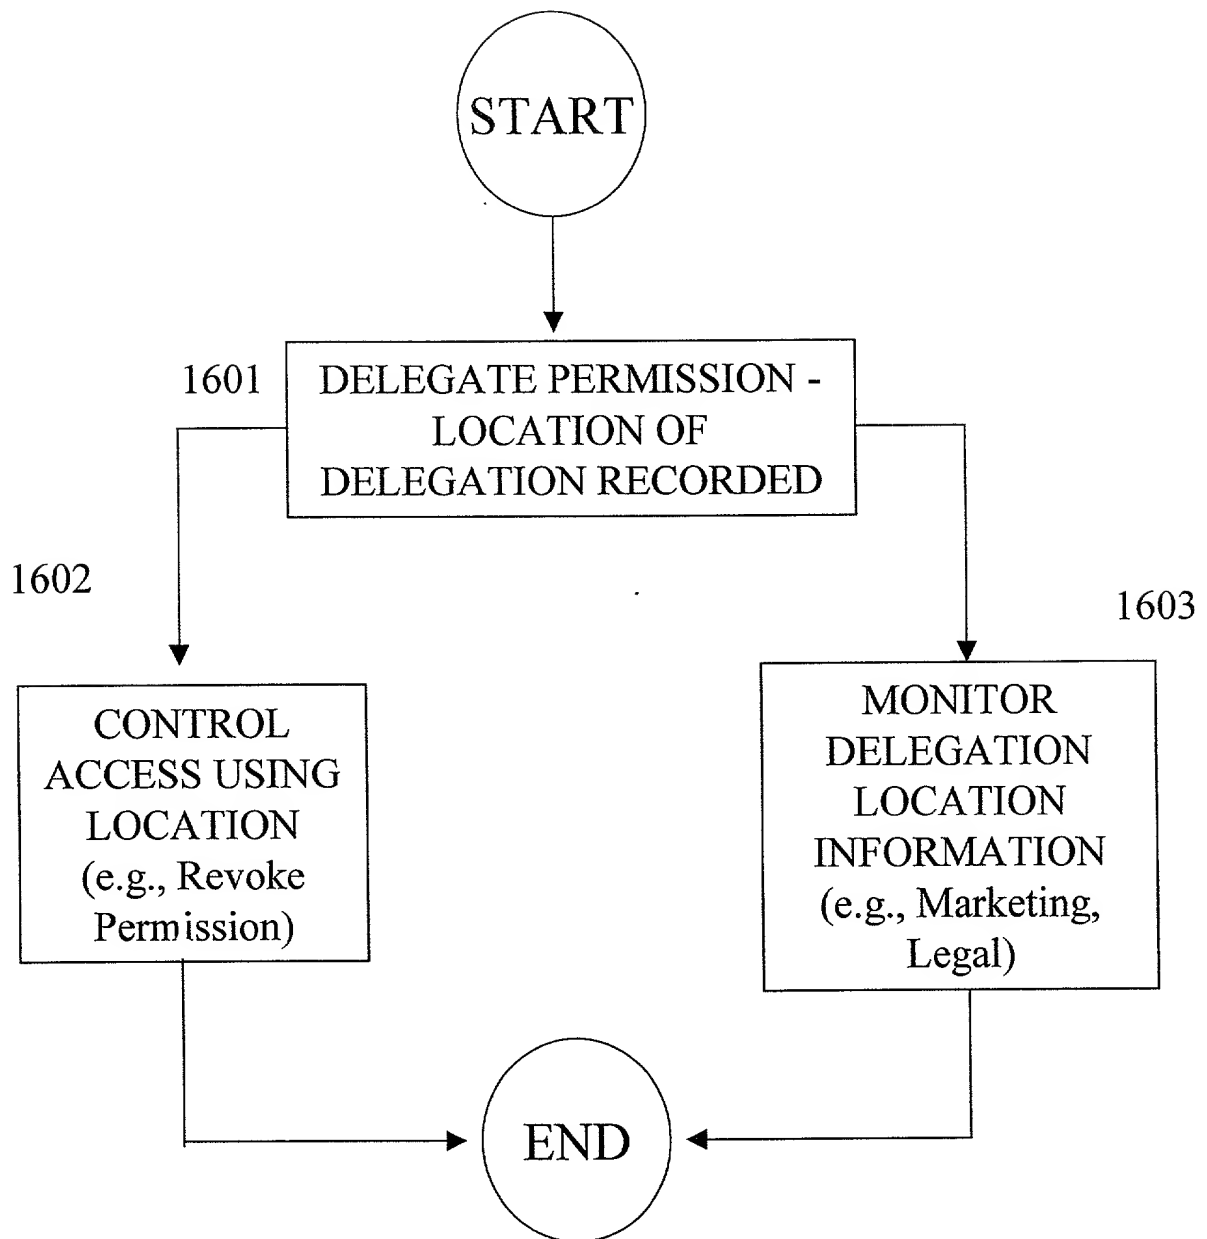 START
1601
DELEGATE PERMISSION -
LOCATION OF
DELEGATION RECORDED
1602
1603
CONTROL
ACCESS USING
LOCATION
(e.g., Revoke
Permission)
MONITOR
DELEGATION
LOCATION
INFORMATION
(e.g., Marketing,
Legal)
END